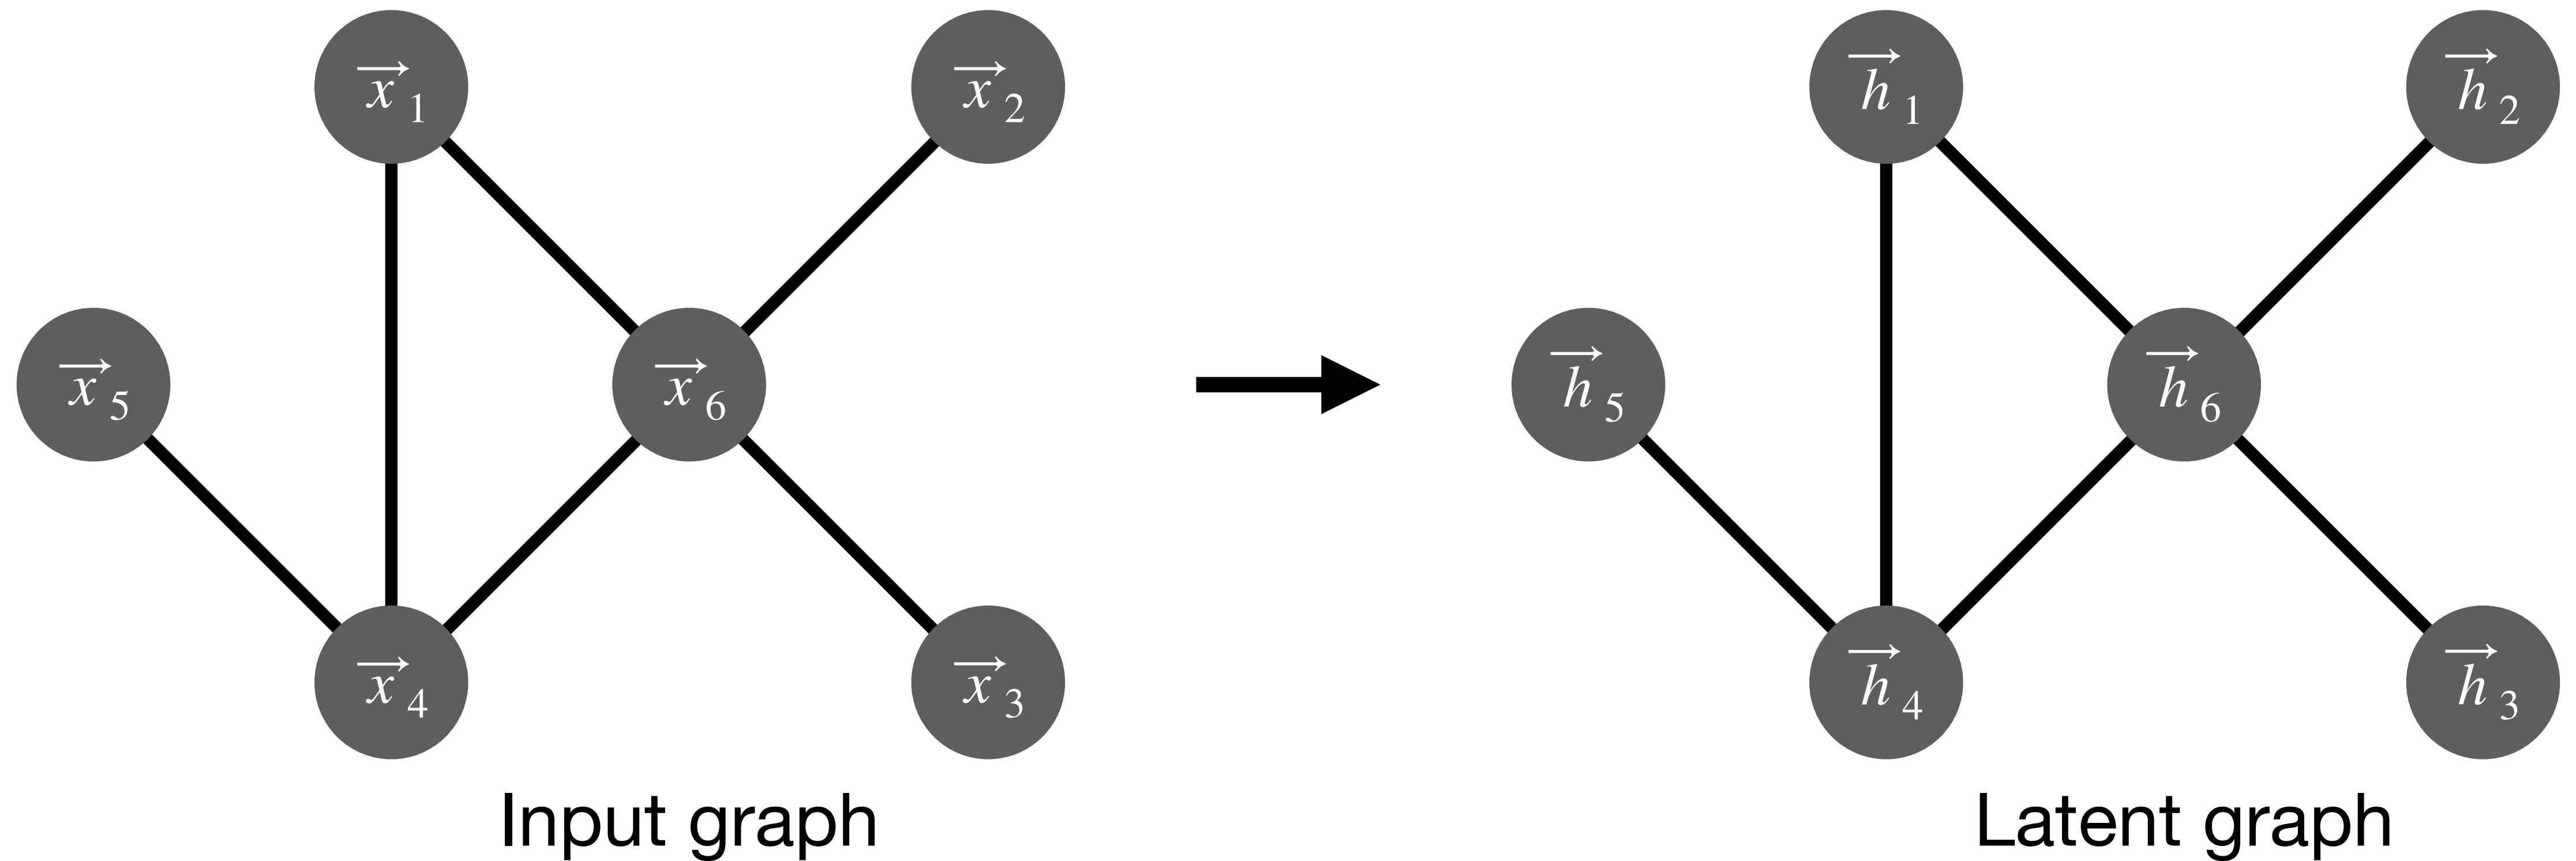 x⃗ 1
x⃗ 2
h⃗ 1
h⃗ 2
x⃗ 5
x⃗ 6
h⃗ 5
h⃗ 6
x⃗ 4
x⃗ 3
h⃗ 4
h⃗ 3
Input graph
Latent graph